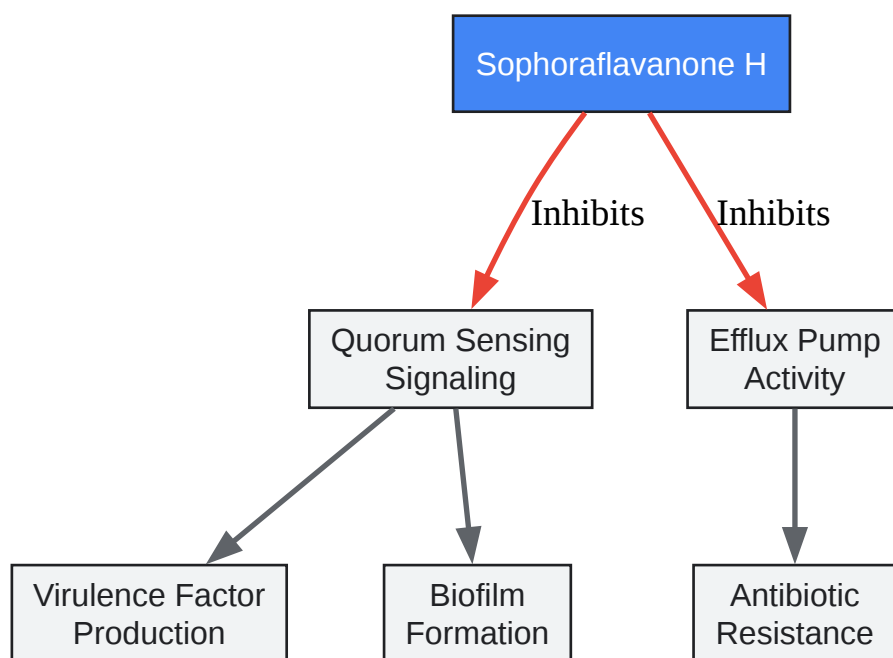 Sophoraflavanone H
Inhibits
Inhibits
Quorum Sensing
Signaling
Efflux Pump
Activity
Virulence Factor
Production
Biofilm
Formation
Antibiotic
Resistance